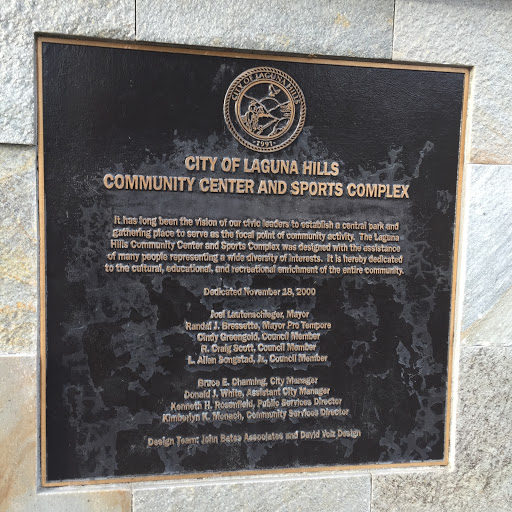 CITY OF LAGUNA HILLS
1991
CITY OF LAGUNA HILLS
COMMUNITY CENTER AND SPORTS COMPLEX
It has long been the vision of our civic leaders to establish a central park and
gathering place to serve as the focal point of community activity. The Laguna
Hills Community Center and Sports Complex was designed with the assistance
of many people representing a wide diversity of interests. It is hereby dedicated
to the cultural, educational, and recreational enrichment of the entire community.
Dedicated November 18, 2000
Joel Lautenschleger, Mayor
Randal J. Bressette, Mayor Pro Tempore
Cindy Greengold, Council Member
R. Craig Scott, Council Member
L. Allan Songstad, Jr., Council Member
Bruce E. Channing, City Manager
Donald J. White, Assistant City Manager
Kenneth H. Rosenfield, Public Services Director
Kimberlyn K. Monach, Community Services Director
Design Team: John Bates Associates and David Volz Design